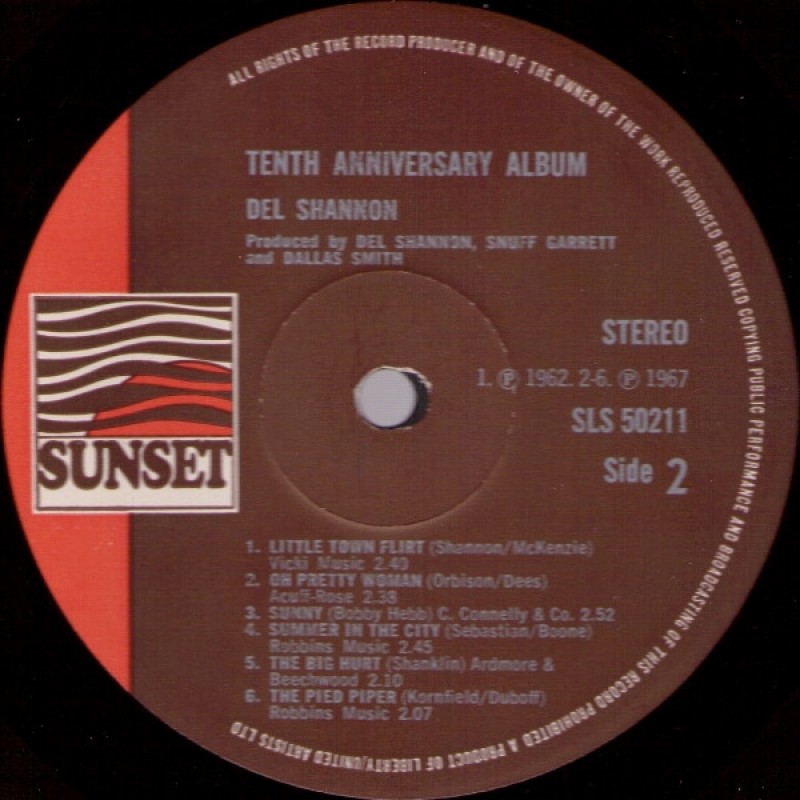 ALL RIGHTS OF THE RECORD PRODUCER AND OF THE OWNER OF THE WORK REPRODUCED RESERVED COPYING PUBLIC PERFORMANCE AND BROADCASTING OF THIS RECORD PROHIBITED A PRODUCT OF LIBERTY/UNITED ARTISTS LTD
TENTH ANNIVERSARY ALBUM
DEL SHANNON
Produced by DEL SHANNON, SNUFF GARRETT
and DALLAS SMITH
STEREO
1. Ⓟ 1962. 2-6. Ⓟ 1967
SLS 50211
Side 2
SUNSET
1. LITTLE TOWN FLIRT (Shannon/McKenzie)
Vicki Music 2.40
2. OH PRETTY WOMAN (Orbison/Dees)
Acuff-Rose 2.38
3. SUNNY (Bobby Hebb) C. Connelly & Co. 2.52
4. SUMMER IN THE CITY (Sebastian/Boone)
Robbins Music 2.45
5. THE BIG HURT (Shanklin) Ardmore &
Beechwood 2.10
6. THE PIED PIPER (Kornfield/Duboff)
Robbins Music 2.07